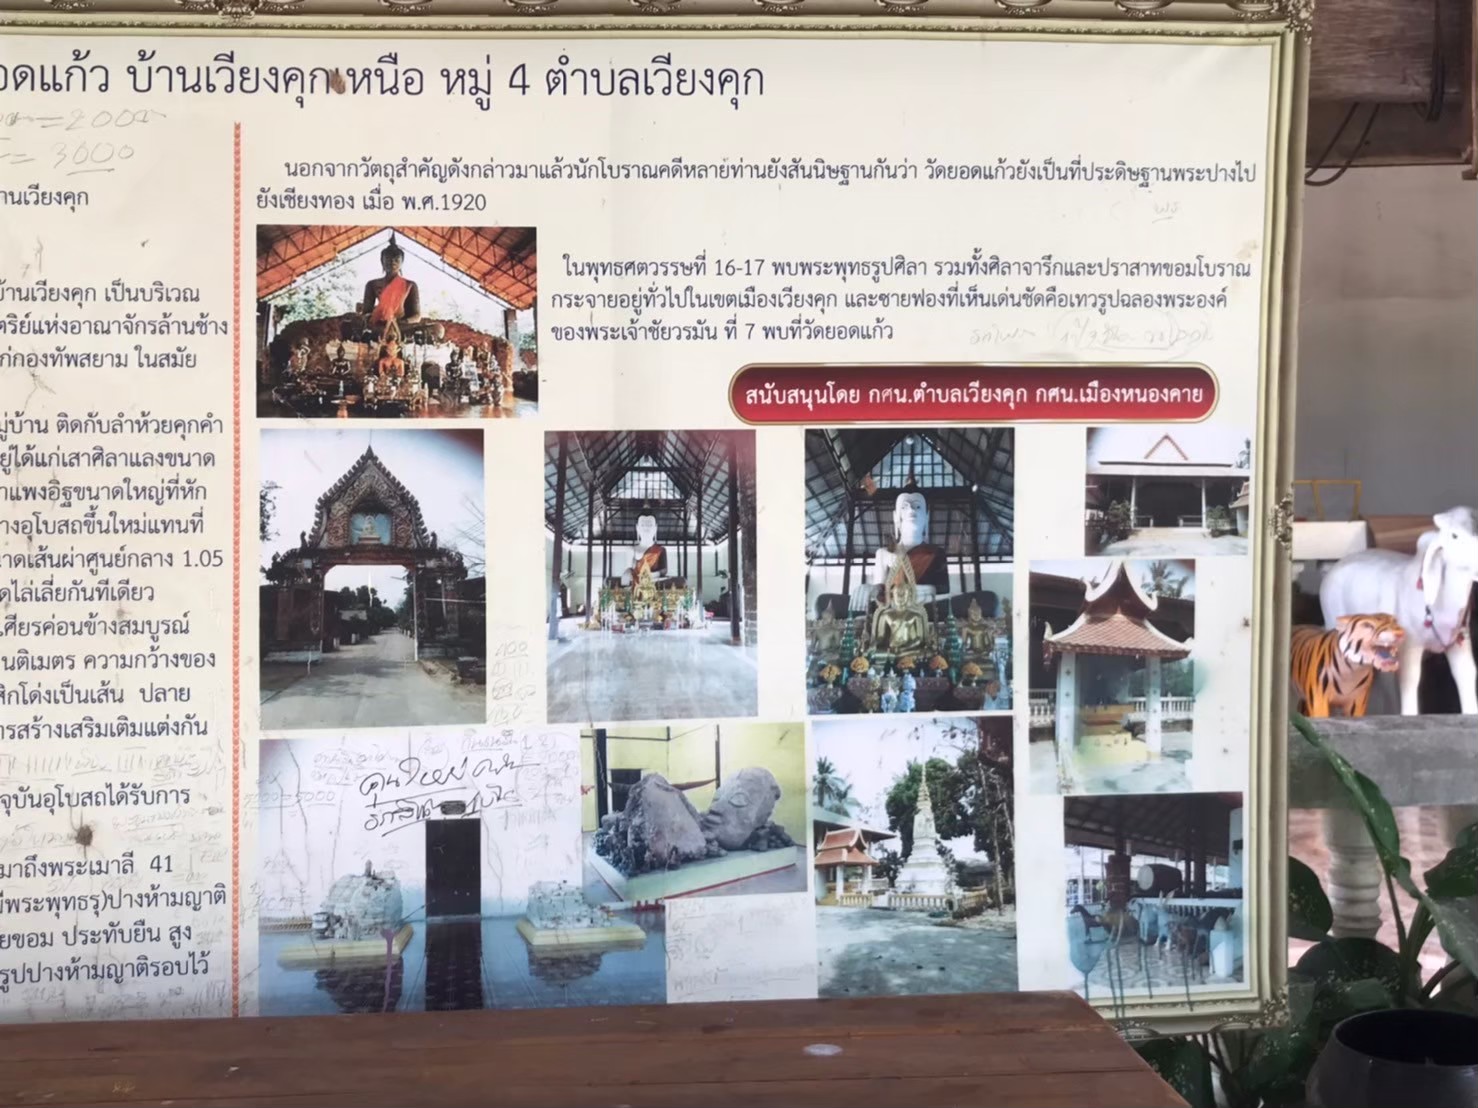 อดแก้ว บ้านเวียงคุกเหนือ หมู่ 4 ตำบลเวียงคุก
=200
= 3000
านเวียงคุก
บ้านเวียงคุก เป็นบริเวณ
ตริย์แห่งอาณาจักรล้านช้าง
ก่กองทัพสยาม ในสมัย
มู่บ้าน ติดกับลำห้วยคุกคำ
ยู่ได้แก่เสาศิลาแลงขนาด
ำแพงอิฐขนาดใหญ่ที่หัก
างอุโบสถขึ้นใหม่แทนที่
นาดเส้นผ่าศูนย์กลาง 1.05
ดไล่เลี่ยกันทีเดียว
เศียรค่อนข้างสมบูรณ์
นติเมตร ความกว้างของ
สิกโด่งเป็นเส้น ปลาย
ารสร้างเสริมเติมแต่งกัน
จุบันอุโบสถได้รับการ
มาถึงพระเมาลี 41
มีพระพุทธรุ)ปางห้ามญาติ
ยขอม ประทับยืน สูง
รูปปางห้ามญาติรอบไว้
นอกจากวัตถุสำคัญดังกล่าวมาแล้วนักโบราณคดีหลาย์ท่านยังสันนิษฐานกันว่า วัดยอดแก้วยังเป็นที่ประดิษฐานพระปางไป
ยังเชียงทอง เมื่อ พ.ศ.1920
ในพุทธศตวรรษที่ 16-17 พบพระพุทธรูปศิลา รวมทั้งศิลาจารึกและปราสาทขอมโบราณ
กระจายอยู่ทั่วไปในเขตเมืองเวียงคุก และซายฟองที่เห็นเด่นชัดคือเทวรูปฉลองพระองค์
ของพระเจ้าชัยวรมัน ที่ 7 พบที่วัดยอดแก้ว
สนับสนุนโดย กศน.ตำบลเวียงคุก กศน.เมืองหนองคาย